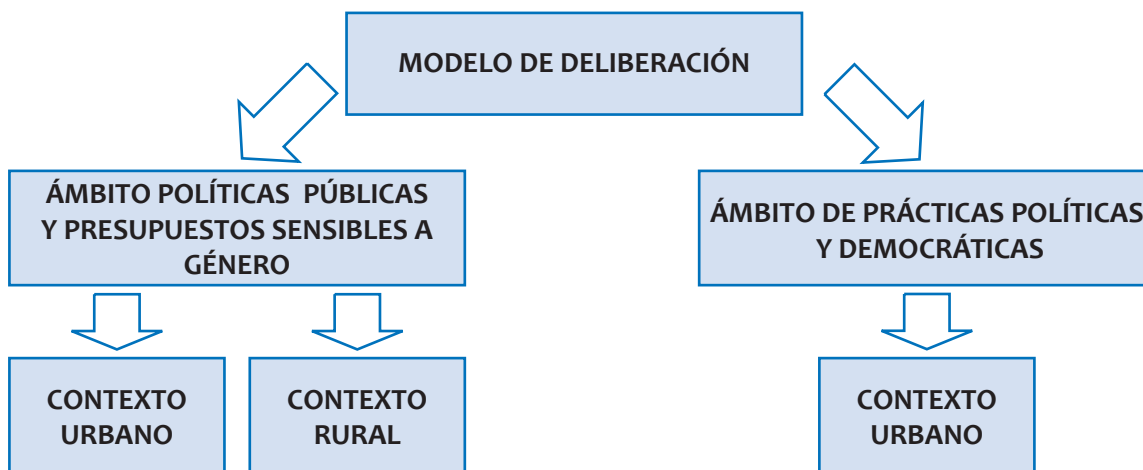 MODELO DE DELIBERACIÓN
ÁMBITO POLÍTICAS PÚBLICAS
Y PRESUPUESTOS SENSIBLES A
GÉNERO
ÁMBITO DE PRÁCTICAS POLÍTICAS
Y DEMOCRÁTICAS
CONTEXTO
URBANO
CONTEXTO
RURAL
CONTEXTO
URBANO